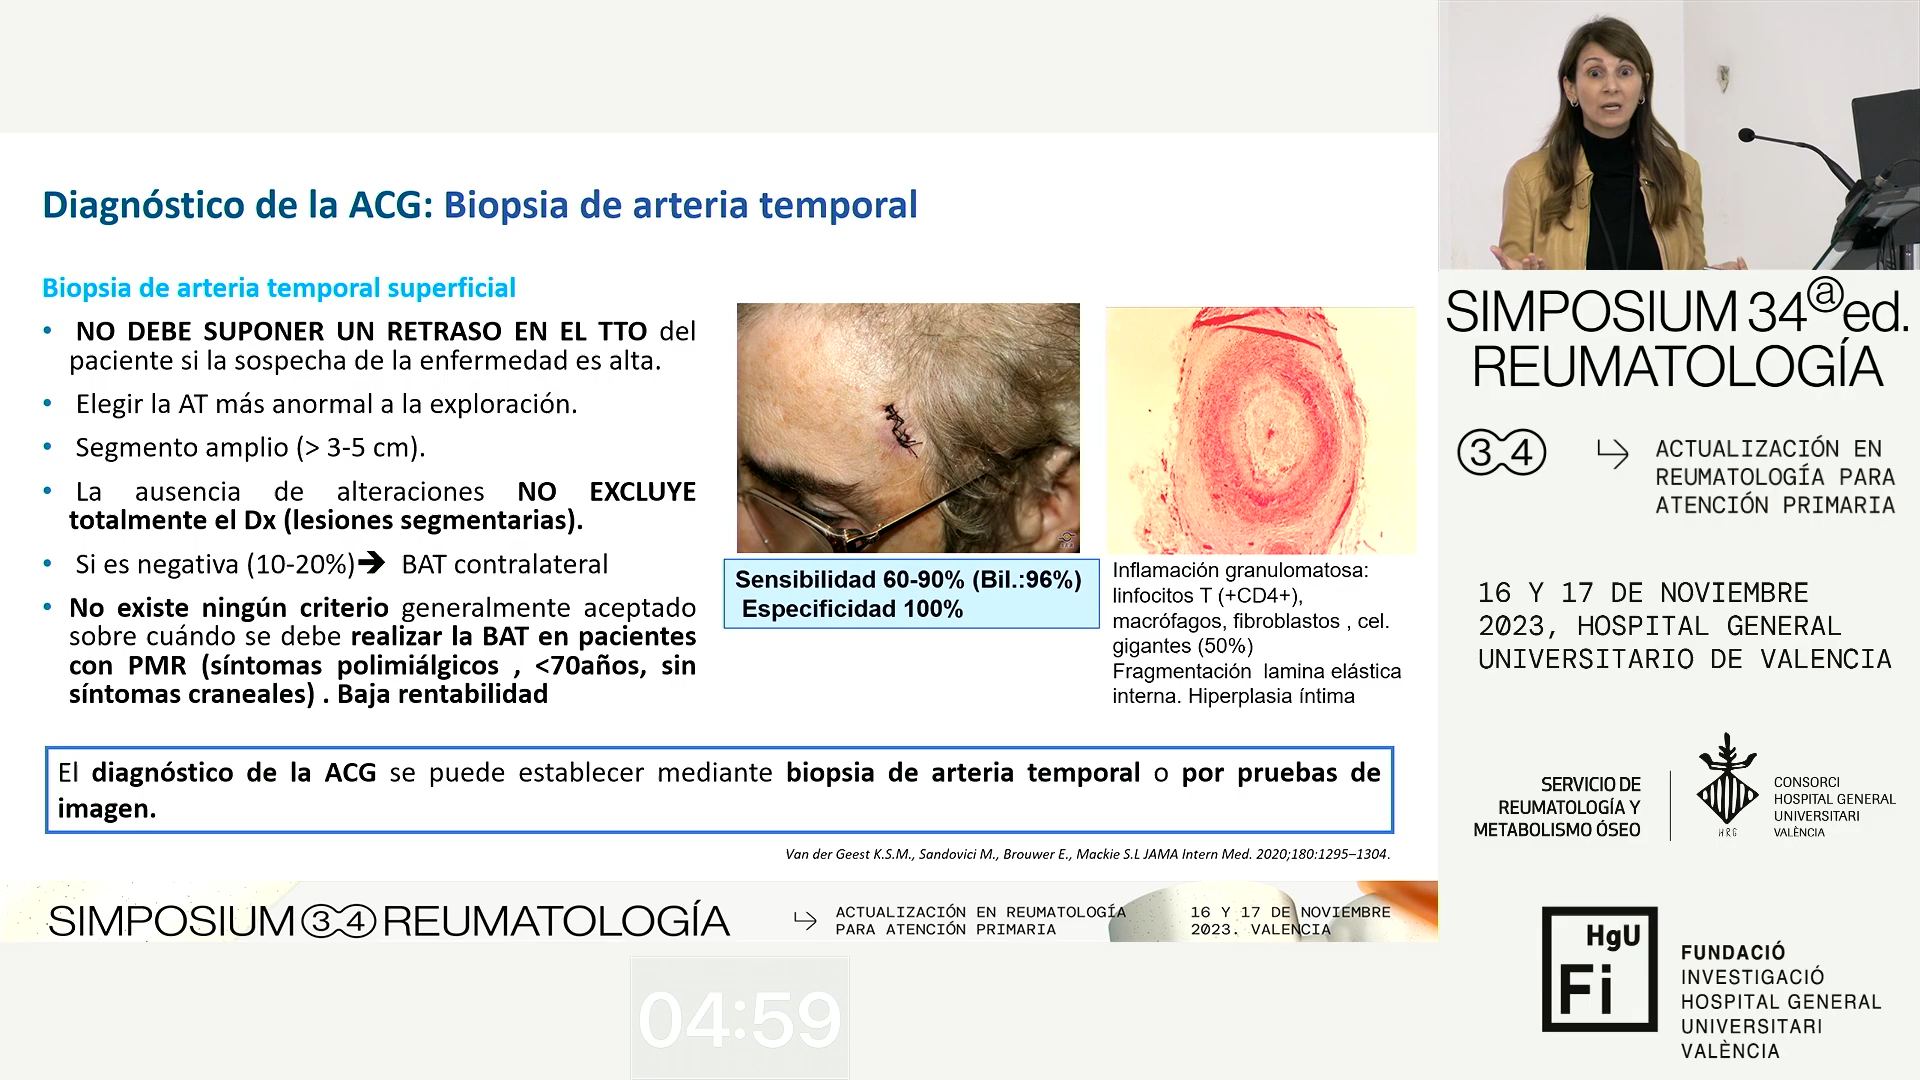 Diagnóstico de la ACG: Biopsia de arteria temporal
Biopsia de arteria temporal superficial
• NO DEBE SUPONER UN RETRASO EN EL TTO del
paciente si la sospecha de la enfermedad es alta.
• Elegir la AT más anormal a la exploración.
• Segmento amplio (> 3-5 cm).
• La ausencia de alteraciones NO EXCLUYE
totalmente el Dx (lesiones segmentarias).
• Si es negativa (10-20%)🡺 BAT contralateral
• No existe ningún criterio generalmente aceptado
sobre cuándo se debe realizar la BAT en pacientes
con PMR (síntomas polimiálgicos , <70años, sin
síntomas craneales) . Baja rentabilidad
Sensibilidad 60-90% (Bil.:96%)
Especificidad 100%
Inflamación granulomatosa:
linfocitos T (+CD4+),
macrófagos, fibroblastos , cel.
gigantes (50%)
Fragmentación lamina elástica
interna. Hiperplasia íntima
El diagnóstico de la ACG se puede establecer mediante biopsia de arteria temporal o por pruebas de
imagen.
Van der Geest K.S.M., Sandovici M., Brouwer E., Mackie S.L JAMA Intern Med. 2020;180:1295–1304.
SIMPOSIUM 34 REUMATOLOGÍA
ACTUALIZACIÓN EN REUMATOLOGÍA
PARA ATENCIÓN PRIMARIA
16 Y 17 DE NOVIEMBRE
2023. VALENCIA
04:59
SIMPOSIUM 34ª ed.
REUMATOLOGÍA
34
ACTUALIZACIÓN EN
REUMATOLOGÍA PARA
ATENCIÓN PRIMARIA
16 Y 17 DE NOVIEMBRE
2023, HOSPITAL GENERAL
UNIVERSITARIO DE VALENCIA
SERVICIO DE
REUMATOLOGÍA Y
METABOLISMO ÓSEO
HRG
CONSORCI
HOSPITAL GENERAL
UNIVERSITARI
VALÈNCIA
HgU
Fi
FUNDACIÓ
INVESTIGACIÓ
HOSPITAL GENERAL
UNIVERSITARI
VALÈNCIA